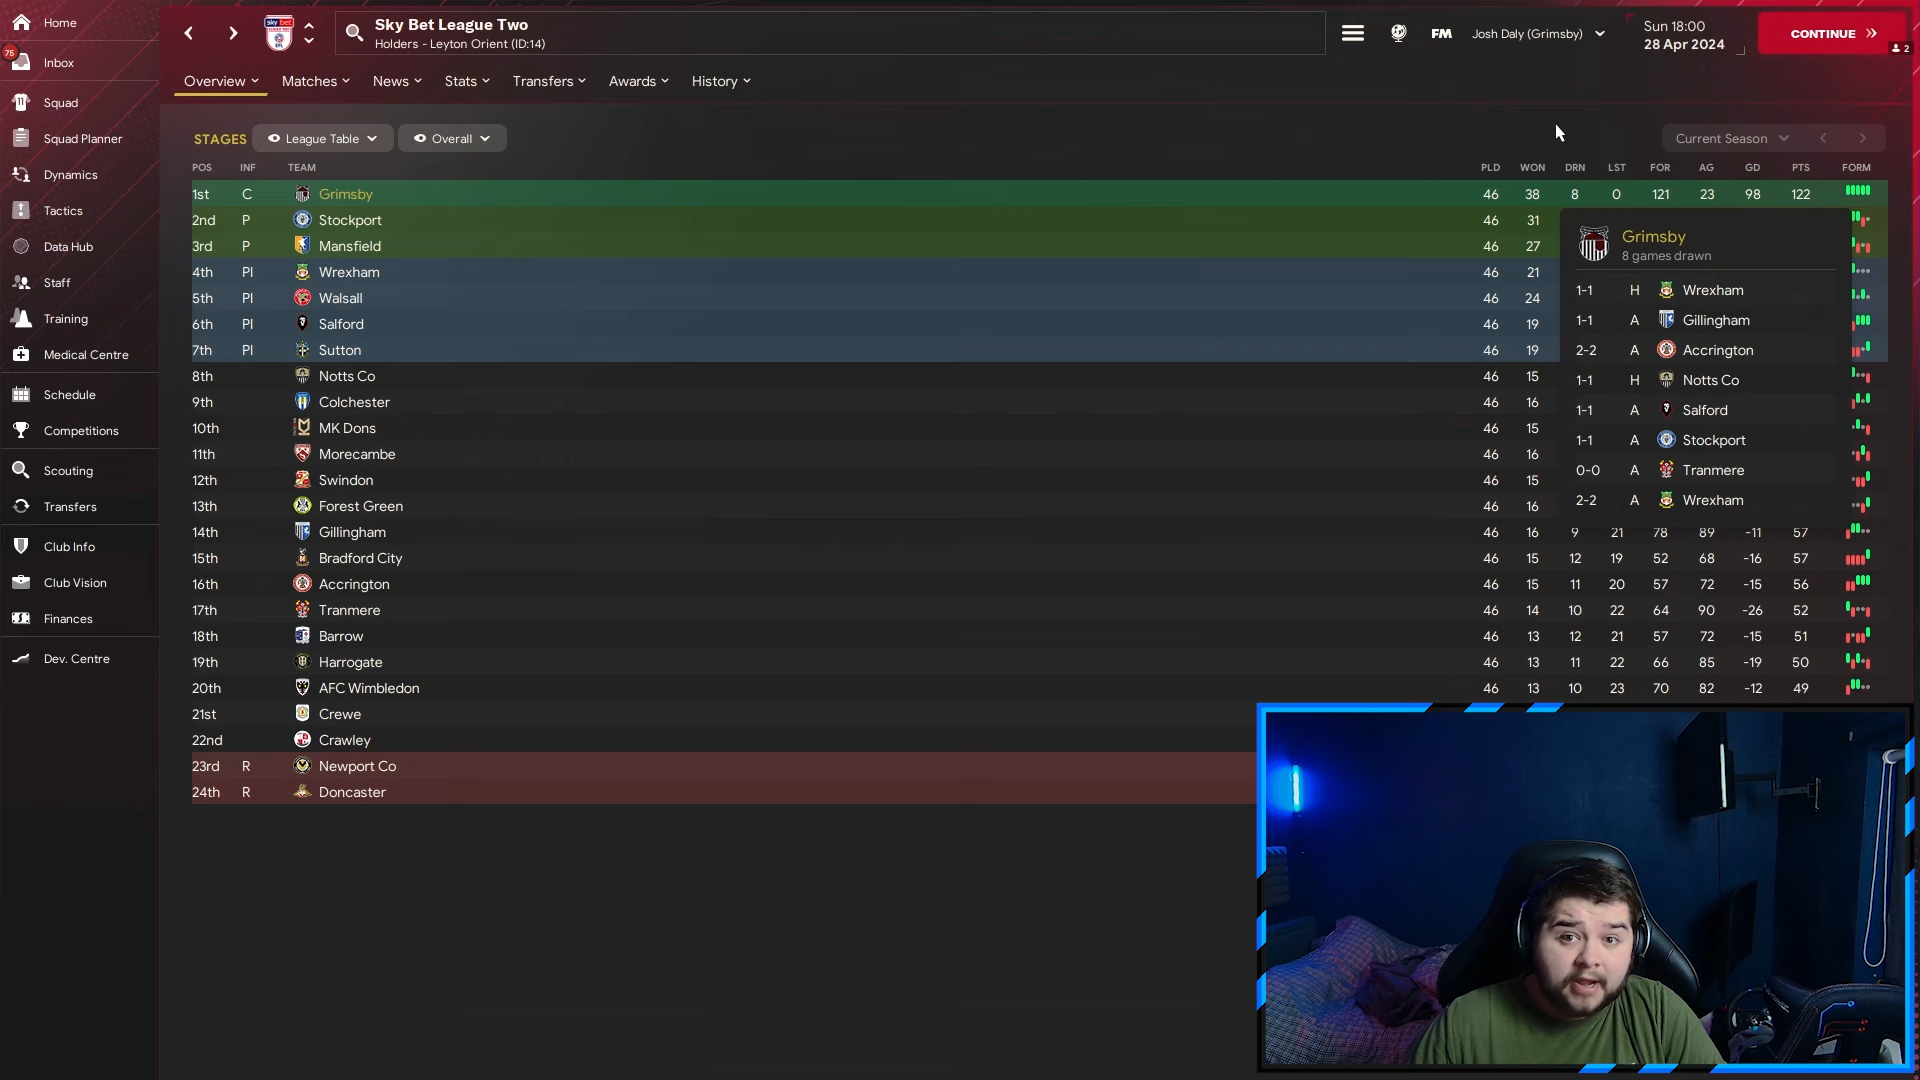 Home
75
Inbox
Squad
Squad Planner
Dynamics
Tactics
Data Hub
Staff
Training
Medical Centre
Schedule
Competitions
Scouting
Transfers
Club Info
Club Vision
Finances
Dev. Centre
sky bet
EFL
Sky Bet League Two
Holders - Leyton Orient (ID:14)
FM
Josh Daly (Grimsby)
Sun 18:00
28 Apr 2024
CONTINUE
2
Overview Matches News Stats Transfers Awards History
STAGES League Table Overall Current Season
POS INF TEAM PLD WON DRN LST FOR AG GD PTS FORM
1st C Grimsby 46 38 8 0 121 23 98 122
2nd P Stockport 46 31
3rd P Mansfield 46 27
4th Pl Wrexham 46 21
5th Pl Walsall 46 24
6th Pl Salford 46 19
7th Pl Sutton 46 19
8th Notts Co 46 15
9th Colchester 46 16
10th MK Dons 46 15
11th Morecambe 46 16
12th Swindon 46 15
13th Forest Green 46 16
14th Gillingham 46 16 9 21 78 89 -11 57
15th Bradford City 46 15 12 19 52 68 -16 57
16th Accrington 46 15 11 20 57 72 -15 56
17th Tranmere 46 14 10 22 64 90 -26 52
18th Barrow 46 13 12 21 57 72 -15 51
19th Harrogate 46 13 11 22 66 85 -19 50
20th AFC Wimbledon 46 13 10 23 70 82 -12 49
21st Crewe
22nd Crawley
23rd R Newport Co
24th R Doncaster
Grimsby
8 games drawn
1-1 H Wrexham
1-1 A Gillingham
2-2 A Accrington
1-1 H Notts Co
1-1 A Salford
1-1 A Stockport
0-0 A Tranmere
2-2 A Wrexham